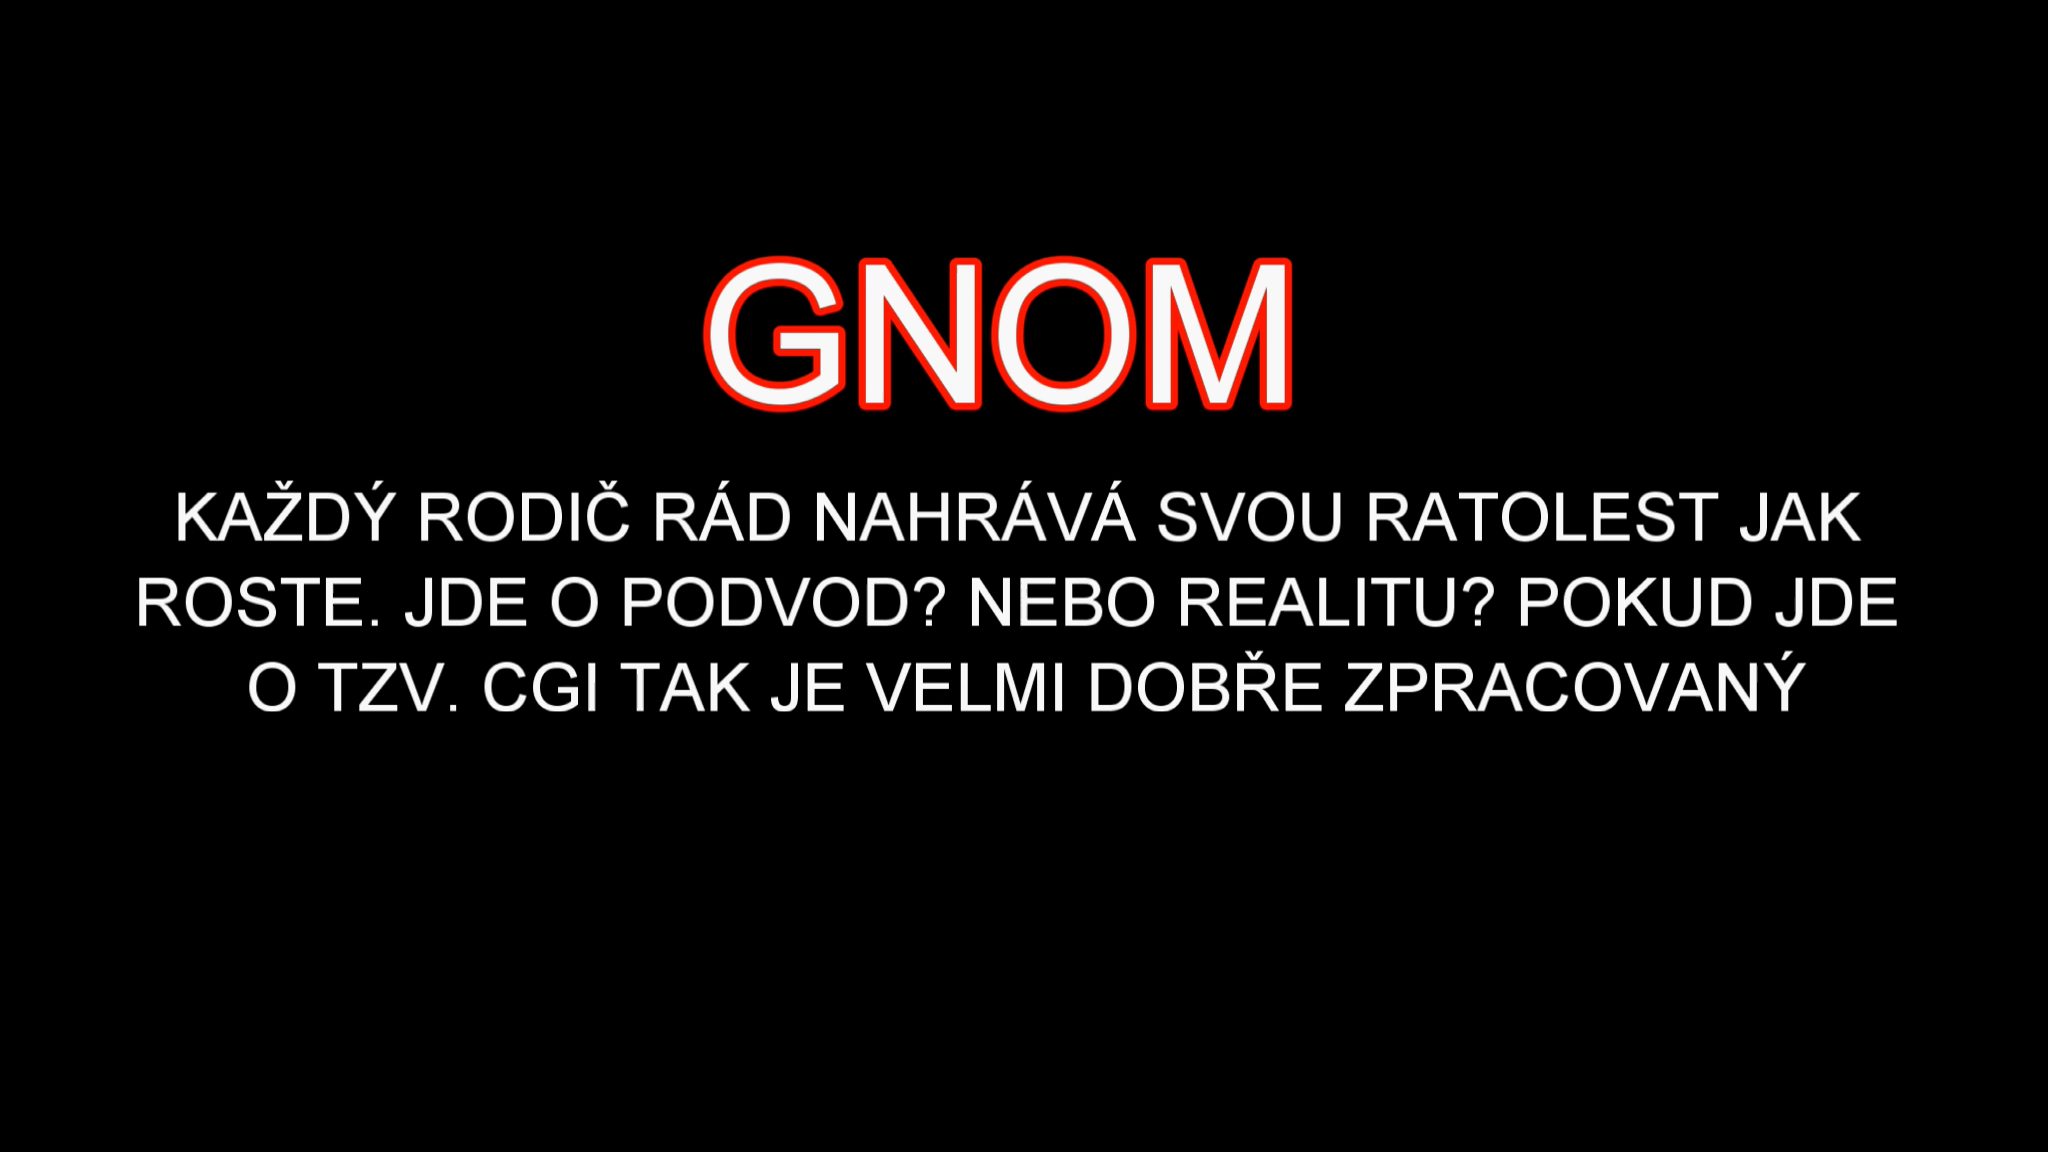 GNOM
KAŽDÝ RODIČ RÁD NAHRÁVÁ SVOU RATOLEST JAK
ROSTE. JDE O PODVOD? NEBO REALITU? POKUD JDE
O TZV. CGI TAK JE VELMI DOBŘE ZPRACOVANÝ